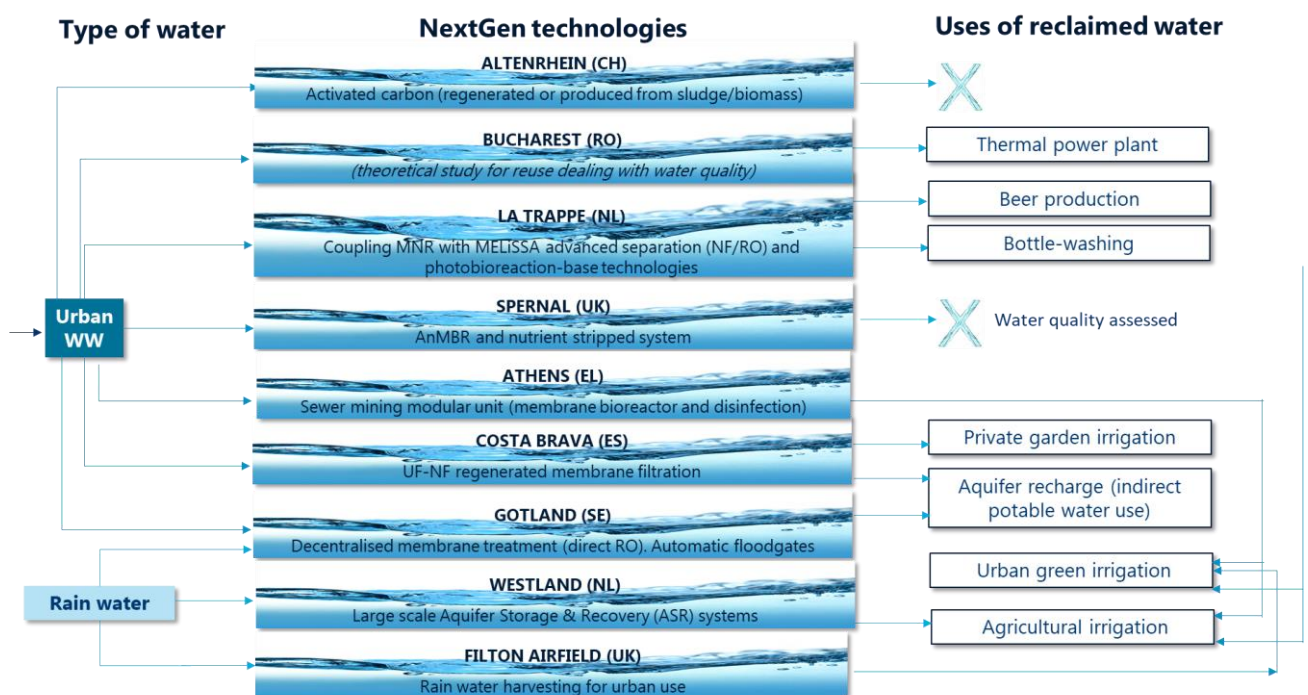 Type of water
NextGen technologies
Uses of reclaimed water
ALTENRHEIN (CH)
Activated carbon (regenerated or produced from sludge/biomass)
BUCHAREST (RO)
(theoretical study for reuse dealing with water quality)
Thermal power plant
LA TRAPPE (NL)
Coupling MNR with MELiSSA advanced separation (NF/RO) and
photobioreaction-base technologies
Beer production
Bottle-washing
Urban
WW
SPERNAL (UK)
AnMBR and nutrient stripped system
Water quality assessed
ATHENS (EL)
Sewer mining modular unit (membrane bioreactor and disinfection)
COSTA BRAVA (ES)
UF-NF regenerated membrane filtration
Private garden irrigation
Aquifer recharge (indirect
potable water use)
GOTLAND (SE)
Decentralised membrane treatment (direct RO). Automatic floodgates
Urban green irrigation
Rain water
WESTLAND (NL)
Large scale Aquifer Storage & Recovery (ASR) systems
Agricultural irrigation
FILTON AIRFIELD (UK)
Rain water harvesting for urban use